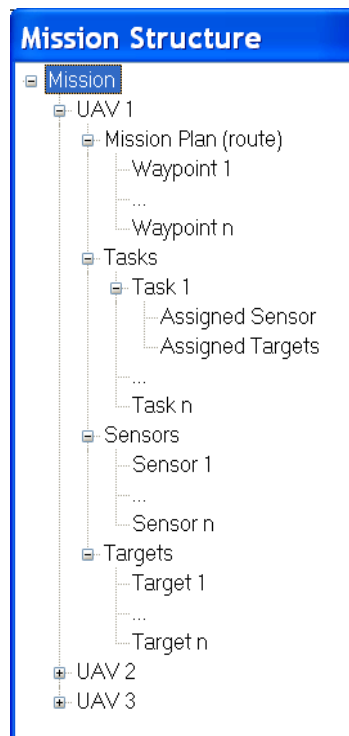 Mission Structure
Mission
UAV 1
Mission Plan (route)
Waypoint 1
...
Waypoint n
Tasks
Task 1
Assigned Sensor
Assigned Targets
...
Task n
Sensors
Sensor 1
...
Sensor n
Targets
Target 1
...
Target n
UAV 2
UAV 3